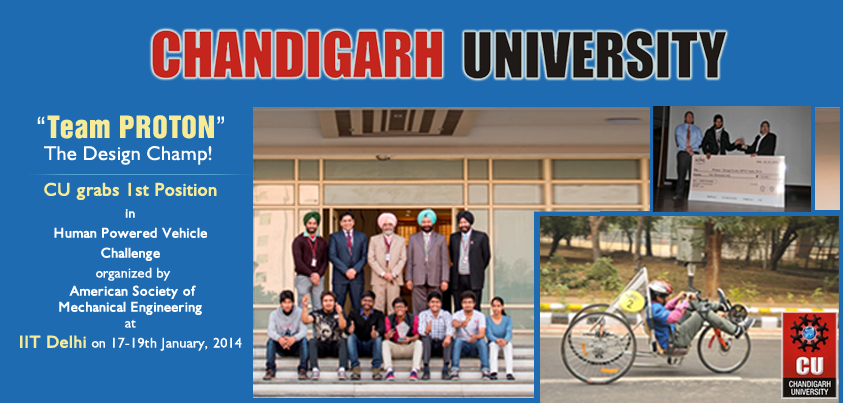 CHANDIGARH UNIVERSITY
“Team PROTON”
The Design Champ!
CU grabs 1st Position
in
Human Powered Vehicle
Challenge
organized by
American Society of
Mechanical Engineering
at
IIT Delhi on 17-19th January, 2014
CU
CHANDIGARH
UNIVERSITY